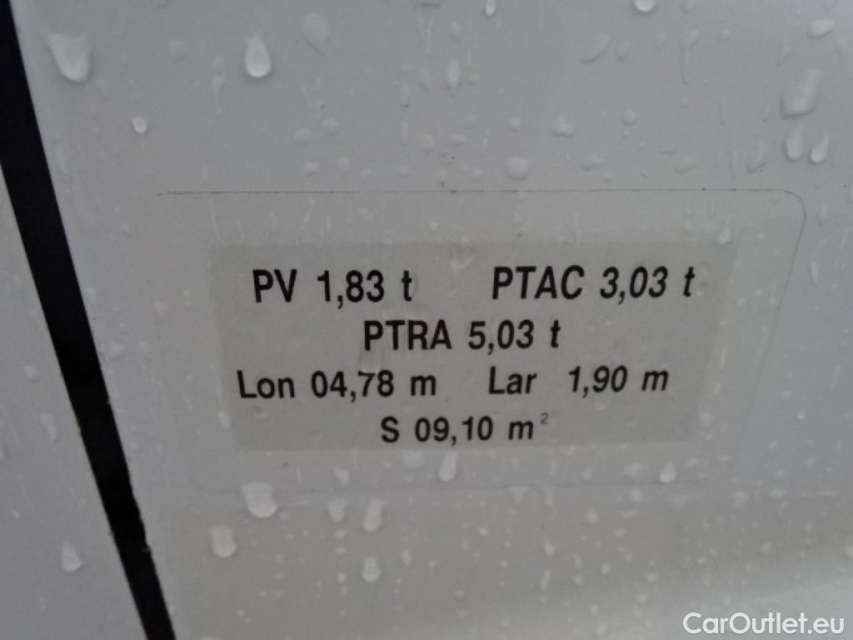 PV 1,83 t PTAC 3,03 t
PTRA 5,03 t
Lon 04,78 m Lar 1,90 m
S 09,10 m²
CarOutlet.eu